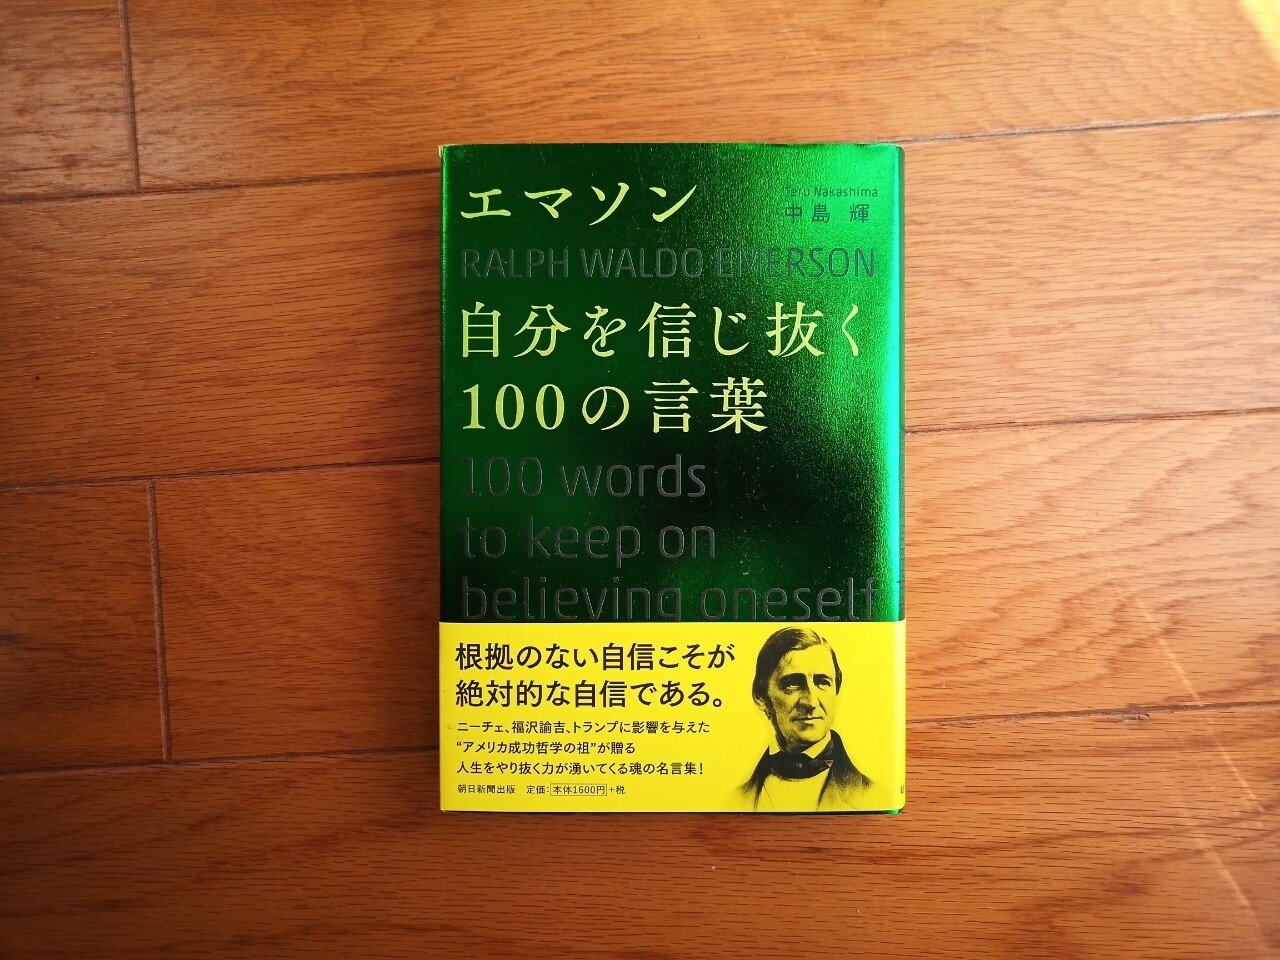 エマソン
Teru Nakashima
中島 輝
RALPH WALDO EMERSON
自分を信じ抜く
100の言葉
100 words
to keep on
believing oneself
根拠のない自信こそが
絶対的な自信である。
ニーチェ、福沢諭吉、トランプに影響を与えた
“アメリカ成功哲学の祖”が贈る
人生をやり抜く力が湧いてくる魂の名言集!
朝日新聞出版 定価:本体1600円+税